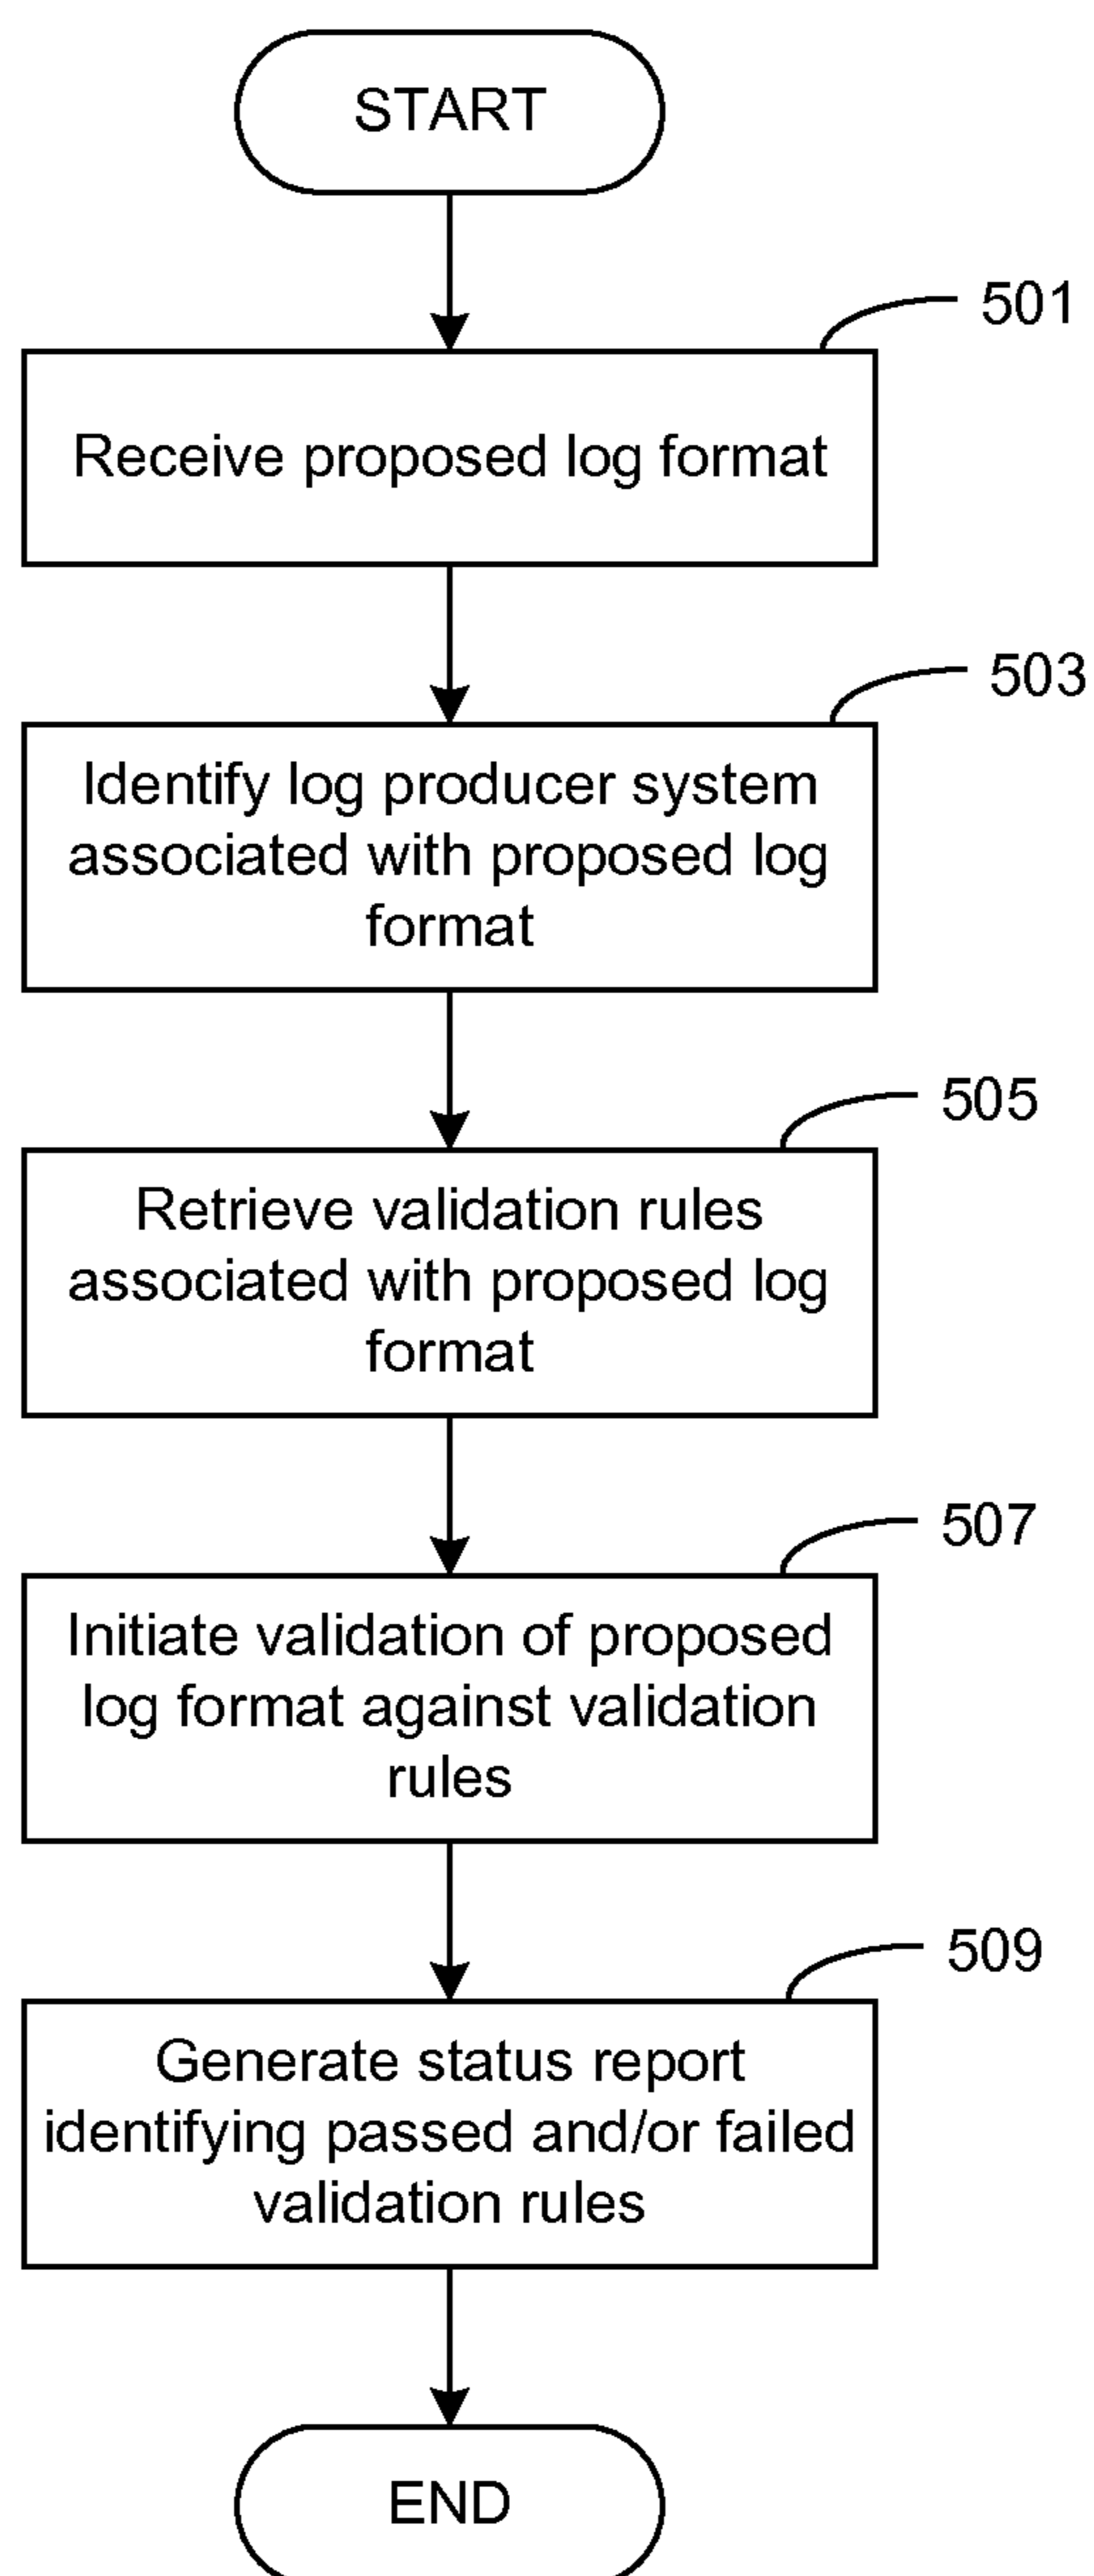 START
501
Receive proposed log format
503
Identify log producer system
associated with proposed log
format
505
Retrieve validation rules
associated with proposed log
format
507
Initiate validation of proposed
log format against validation
rules
509
Generate status report
identifying passed and/or failed
validation rules
END